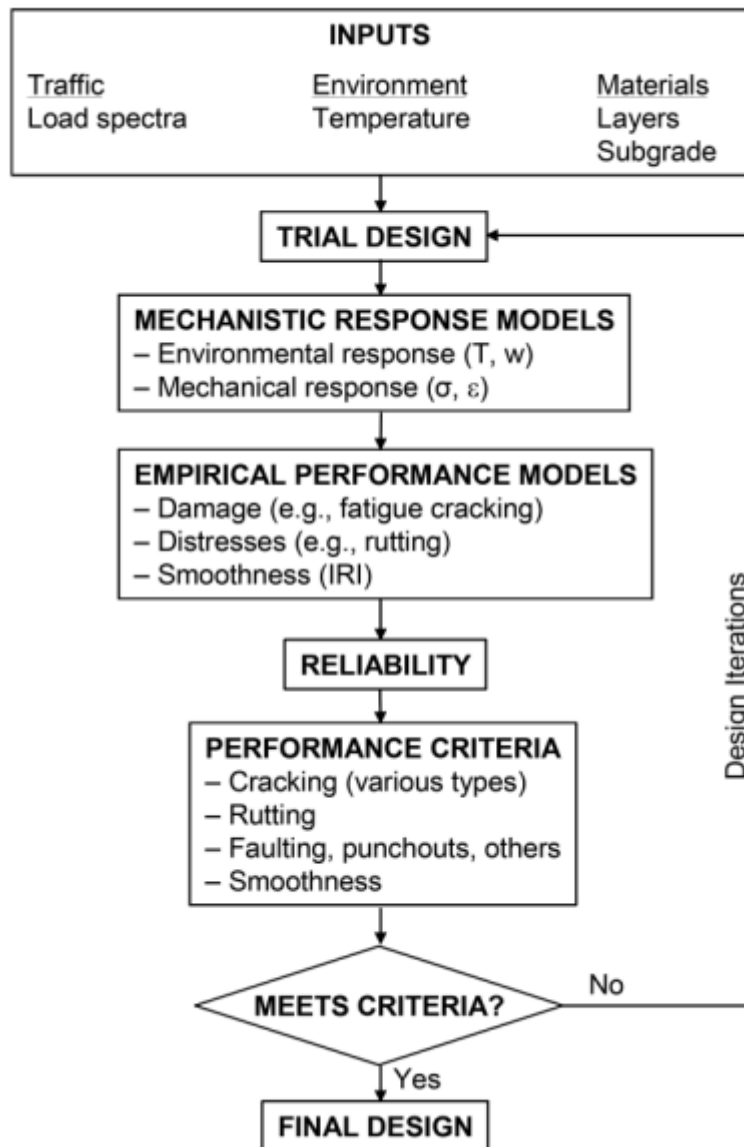 INPUTS
Traffic Environment Materials
Load spectra Temperature Layers
Subgrade
TRIAL DESIGN
MECHANISTIC RESPONSE MODELS
– Environmental response (T, w)
– Mechanical response (σ, ε)
EMPIRICAL PERFORMANCE MODELS
– Damage (e.g., fatigue cracking)
– Distresses (e.g., rutting)
– Smoothness (IRI)
RELIABILITY
PERFORMANCE CRITERIA
– Cracking (various types)
– Rutting
– Faulting, punchouts, others
– Smoothness
Design Iterations
MEETS CRITERIA?
No
Yes
FINAL DESIGN